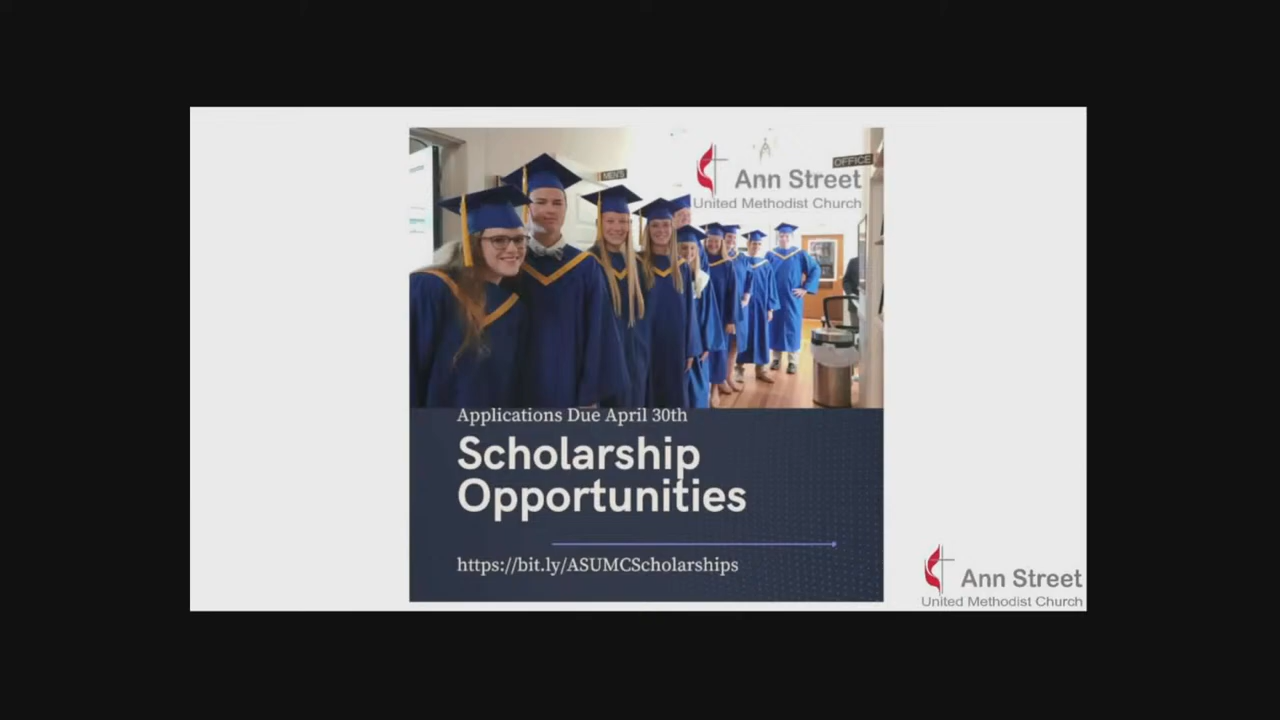 MEN'S
OFFICE
Ann Street
United Methodist Church
Applications Due April 30th
Scholarship
Opportunities
https://bit.ly/ASUMCScholarships
Ann Street
United Methodist Church